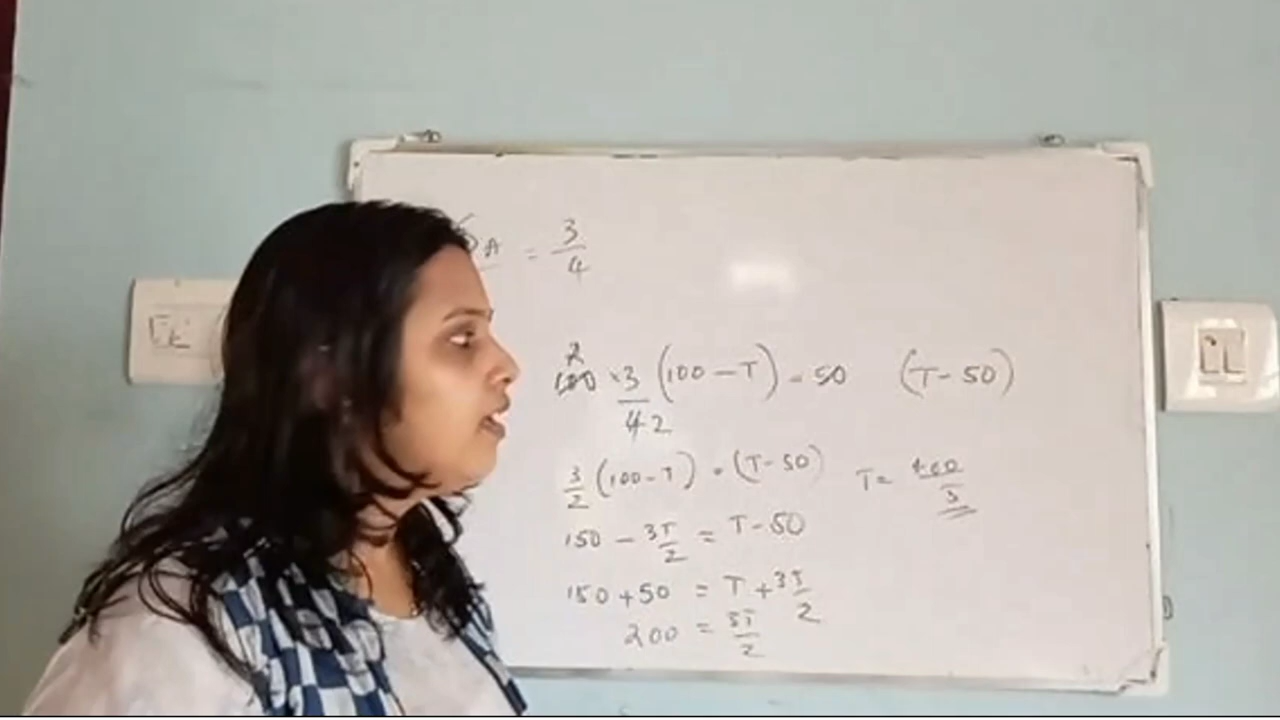 S A = 3/4
2
100 × 3/4 2 (100 - T) = 50 (T - 50)
3/2 (100 - T) = (T - 50) T = 400/5
150 - 3T/2 = T - 50
150 + 50 = T + 3T/2
200 = 5T/2